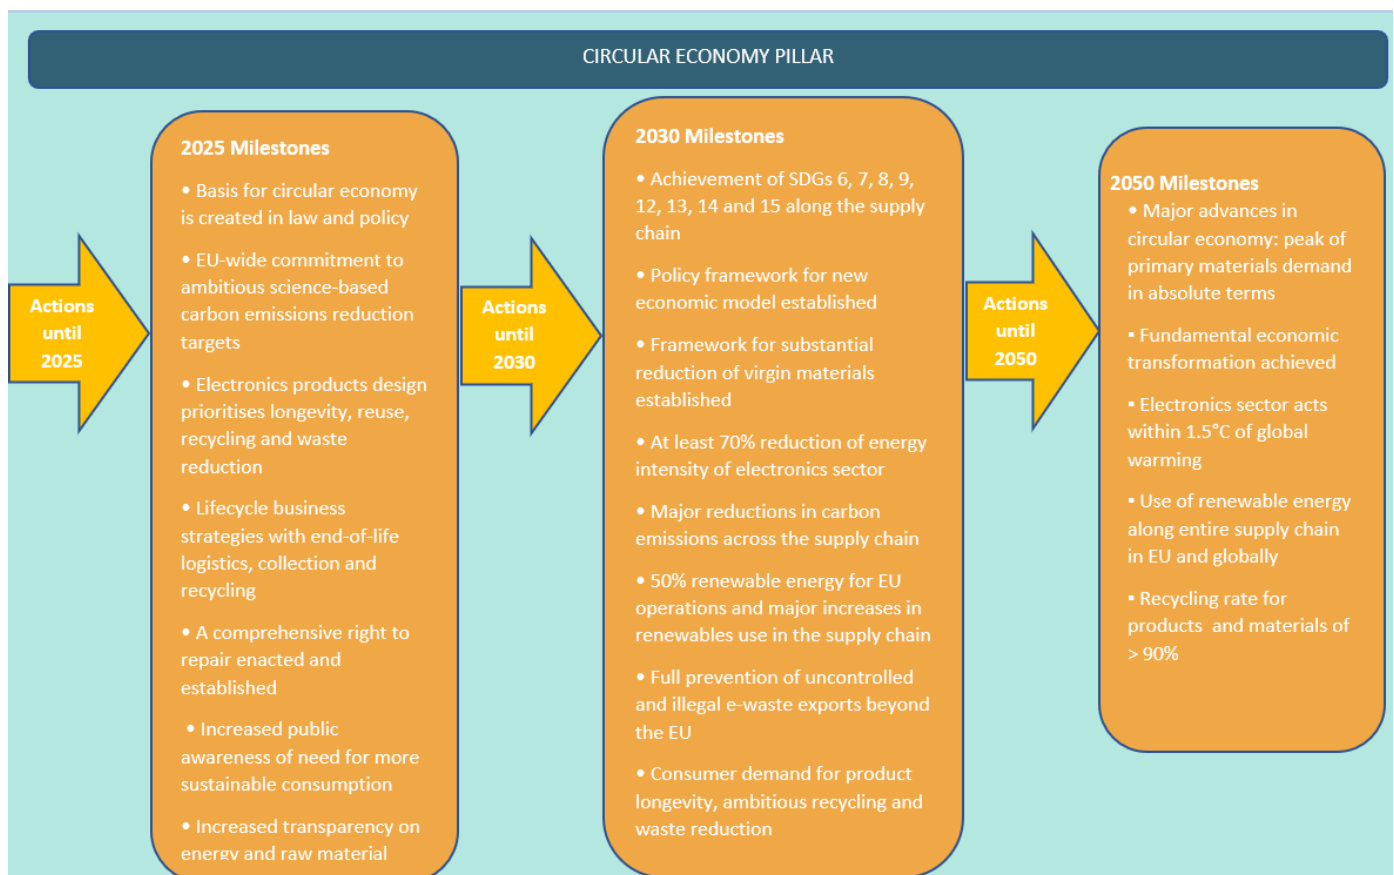 CIRCULAR ECONOMY PILLAR
Actions
until
2025
2025 Milestones
• Basis for circular economy
is created in law and policy
• EU-wide commitment to
ambitious science-based
carbon emissions reduction
targets
• Electronics products design
prioritises longevity, reuse,
recycling and waste
reduction
• Lifecycle business
strategies with end-of-life
logistics, collection and
recycling
• A comprehensive right to
repair enacted and
established
• Increased public
awareness of need for more
sustainable consumption
• Increased transparency on
energy and raw material
Actions
until
2030
2030 Milestones
• Achievement of SDGs 6, 7, 8, 9,
12, 13, 14 and 15 along the supply
chain
• Policy framework for new
economic model established
• Framework for substantial
reduction of virgin materials
established
• At least 70% reduction of energy
intensity of electronics sector
• Major reductions in carbon
emissions across the supply chain
• 50% renewable energy for EU
operations and major increases in
renewables use in the supply chain
• Full prevention of uncontrolled
and illegal e-waste exports beyond
the EU
• Consumer demand for product
longevity, ambitious recycling and
waste reduction
Actions
until
2050
2050 Milestones
• Major advances in
circular economy: peak of
primary materials demand
in absolute terms
▪ Fundamental economic
transformation achieved
▪ Electronics sector acts
within 1.5°C of global
warming
▪ Use of renewable energy
along entire supply chain
in EU and globally
▪ Recycling rate for
products and materials of
> 90%